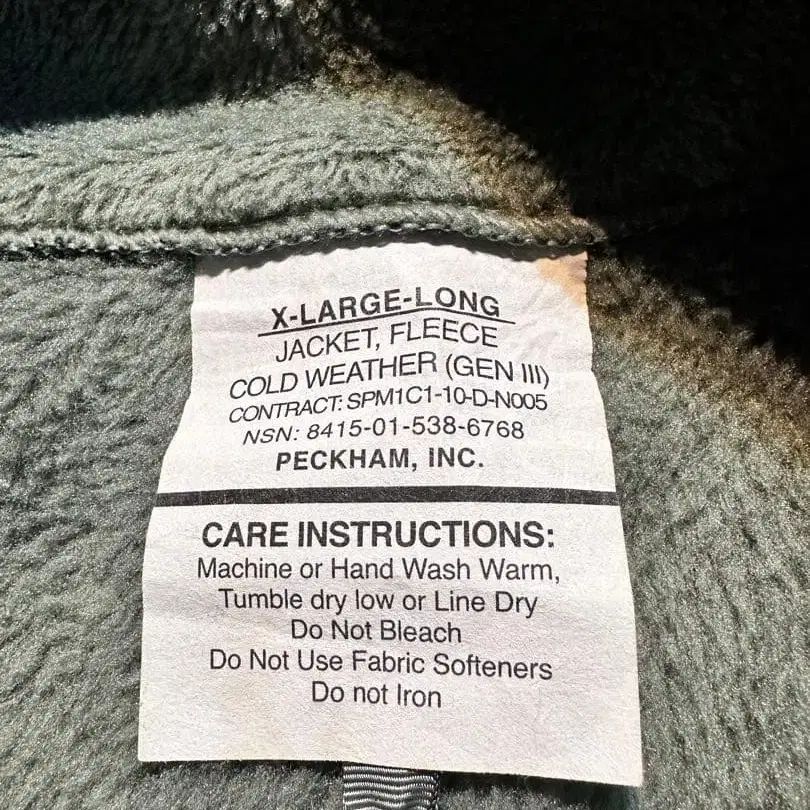 X-LARGE-LONG
JACKET, FLEECE
COLD WEATHER (GEN III)
CONTRACT: SPM1C1-10-D-N005
NSN: 8415-01-538-6768
PECKHAM, INC.
CARE INSTRUCTIONS:
Machine or Hand Wash Warm,
Tumble dry low or Line Dry
Do Not Bleach
Do Not Use Fabric Softeners
Do not Iron